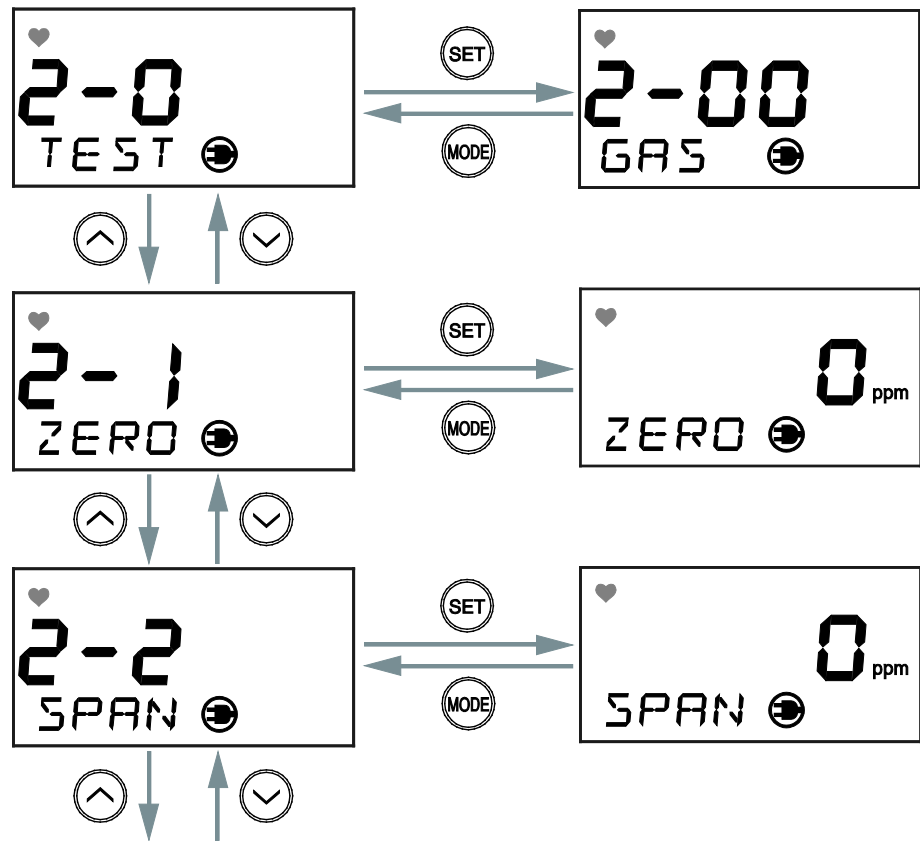 2-0
TEST
SET
MODE
2-00
GAS
2-1
ZERO
SET
MODE
0 ppm
ZERO
2-2
SPAN
SET
MODE
0 ppm
SPAN